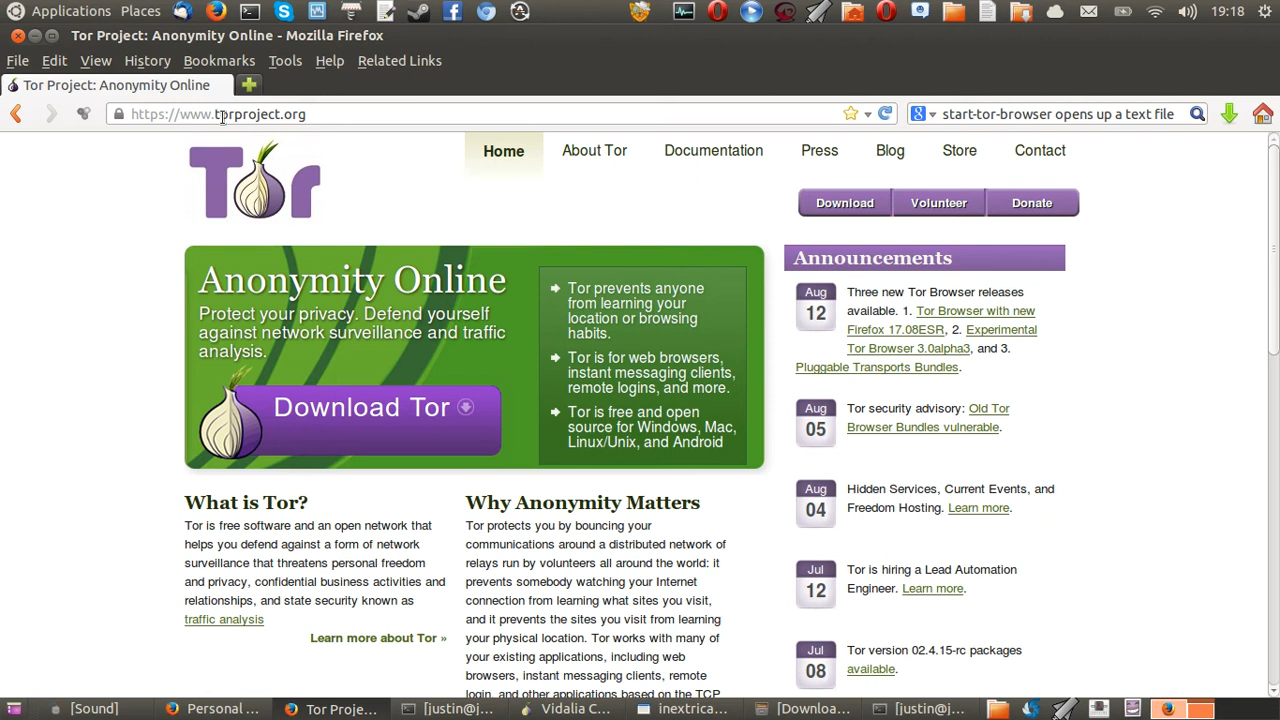 Applications Places 19:18
Tor Project: Anonymity Online - Mozilla Firefox
File Edit View History Bookmarks Tools Help Related Links
Tor Project: Anonymity Online
https://www.torproject.org start-tor-browser opens up a text file
Tor
Home About Tor Documentation Press Blog Store Contact
Download Volunteer Donate
Anonymity Online
Protect your privacy. Defend yourself
against network surveillance and traffic
analysis.
Download Tor
Tor prevents anyone
from learning your
location or browsing
habits.
Tor is for web browsers,
instant messaging clients,
remote logins, and more.
Tor is free and open
source for Windows, Mac,
Linux/Unix, and Android
Announcements
Aug
12
Three new Tor Browser releases
available. 1. Tor Browser with new
Firefox 17.08ESR, 2. Experimental
Tor Browser 3.0alpha3, and 3.
Pluggable Transports Bundles.
Aug
05
Tor security advisory: Old Tor
Browser Bundles vulnerable.
Aug
04
Hidden Services, Current Events, and
Freedom Hosting. Learn more.
Jul
12
Tor is hiring a Lead Automation
Engineer. Learn more.
Jul
08
Tor version 02.4.15-rc packages
available.
What is Tor?
Tor is free software and an open network that
helps you defend against a form of network
surveillance that threatens personal freedom
and privacy, confidential business activities and
relationships, and state security known as
traffic analysis
Learn more about Tor »
Why Anonymity Matters
Tor protects you by bouncing your
communications around a distributed network of
relays run by volunteers all around the world: it
prevents somebody watching your Internet
connection from learning what sites you visit,
and it prevents the sites you visit from learning
your physical location. Tor works with many of
your existing applications, including web
browsers, instant messaging clients, remote
login, and other applications based on the TCP
[Sound] Personal ... Tor Proje... [justin@j... Vidalia C... inextrica... [Downloa... [justin@j...